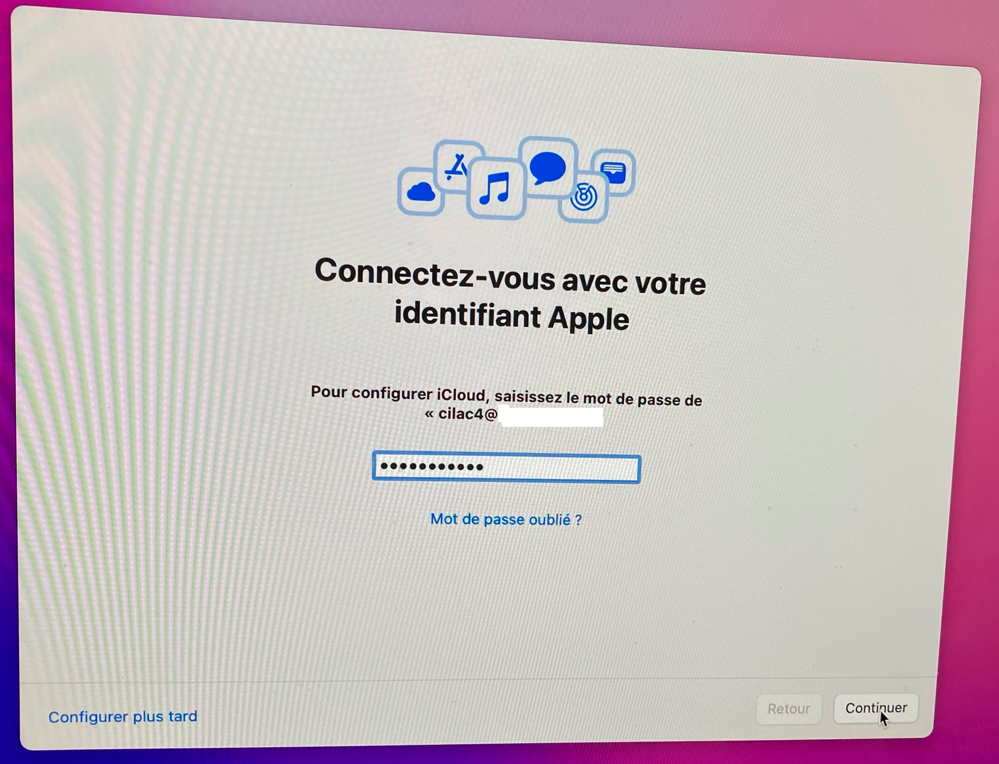 Connectez-vous avec votre
identifiant Apple
Pour configurer iCloud, saisissez le mot de passe de
« cilac4@
•••••••••••
Mot de passe oublié ?
Configurer plus tard
Retour
Continuer